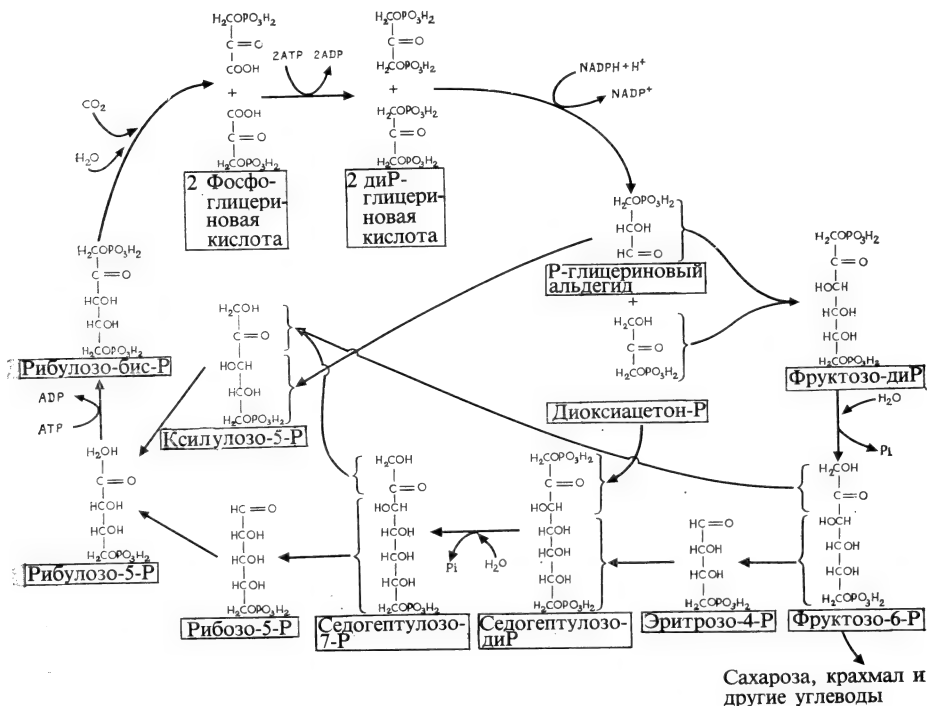 H₂COPO₃H₂
C=O
COOH
+
COOH
C=O
H₂COPO₃H₂
2 Фосфо-
глицери-
новая
кислота
2ATP 2ADP
H₂COPO₃H₂
C=O
H₂COPO₃H₂
+
H₂COPO₃H₂
C=O
H₂COPO₃H₂
2 диР-
глицери-
новая
кислота
NADPH+H⁺
NADP⁺
CO₂
H₂O
H₂COPO₃H₂
HCOH
HC=O
Р-глицериновый
альдегид
+
H₂COH
C=O
H₂COPO₃H₂
Диоксиацетон-Р
H₂COPO₃H₂
C=O
HOCH
HCOH
HCOH
H₂COPO₃H₂
Фруктозо-диР
H₂O
Pi
H₂COPO₃H₂
C=O
HCOH
HCOH
H₂COPO₃H₂
Рибулозо-бис-Р
ADP
ATP
H₂COH
C=O
HOCH
HCOH
H₂COPO₃H₂
Ксилулозо-5-Р
H₂OH
C=O
HCOH
HCOH
H₂COPO₃H₂
Рибулозо-5-Р
HC=O
HCOH
HCOH
HCOH
H₂COPO₃H₂
Рибозо-5-Р
H₂COH
C=O
HOCH
HCOH
HCOH
HCOH
H₂COPO₃H₂
Седогептулозо-
7-Р
Pi
H₂O
H₂COPO₃H₂
C=O
HOCH
HCOH
HCOH
HCOH
H₂COPO₃H₂
Седогептулозо-
диР
HC=O
HCOH
HCOH
H₂COPO₃H₂
Эритрозо-4-Р
H₂COH
C=O
HOCH
HCOH
HCOH
H₂COPO₃H₂
Фруктозо-6-Р
Сахароза, крахмал и
другие углеводы